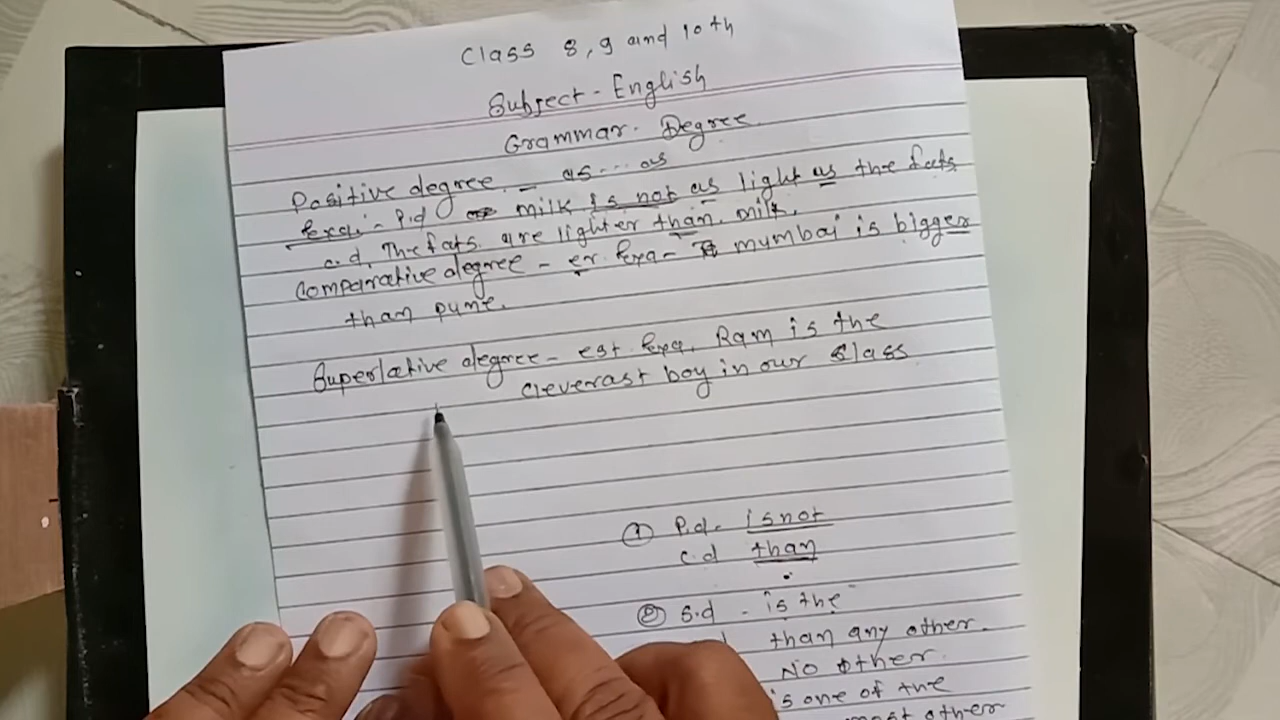 Class 8, 9 and 10th
Subject - English
Grammar. Degree
Positive degree. - as... as
Exa:- P.d milk is not as light as the fats
c.d. The fats are lighter than milk.
Comparative degree - er. Exa- mumbai is bigger
than pune.
Superlative degree - est. Exa. Ram is the
cleverast boy in our class
① P.d. is not
c.d than
② s.d - is the
than any other.
No other
is one of the
most other